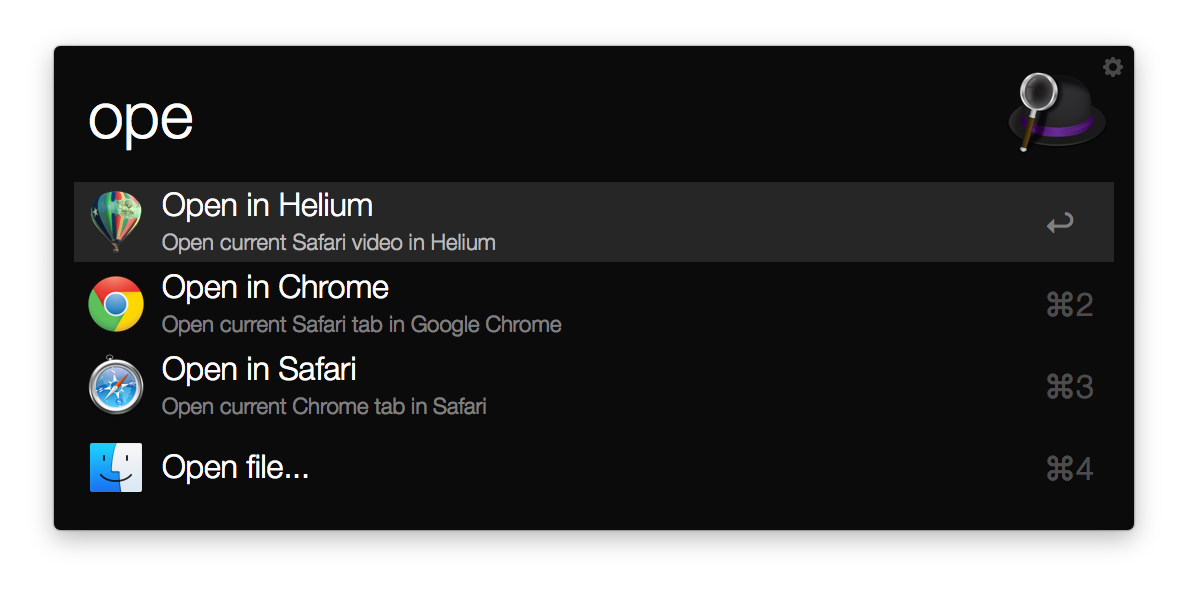 ope
Open in Helium
Open current Safari video in Helium
Open in Chrome
Open current Safari tab in Google Chrome
⌘2
Open in Safari
Open current Chrome tab in Safari
⌘3
Open file...
⌘4